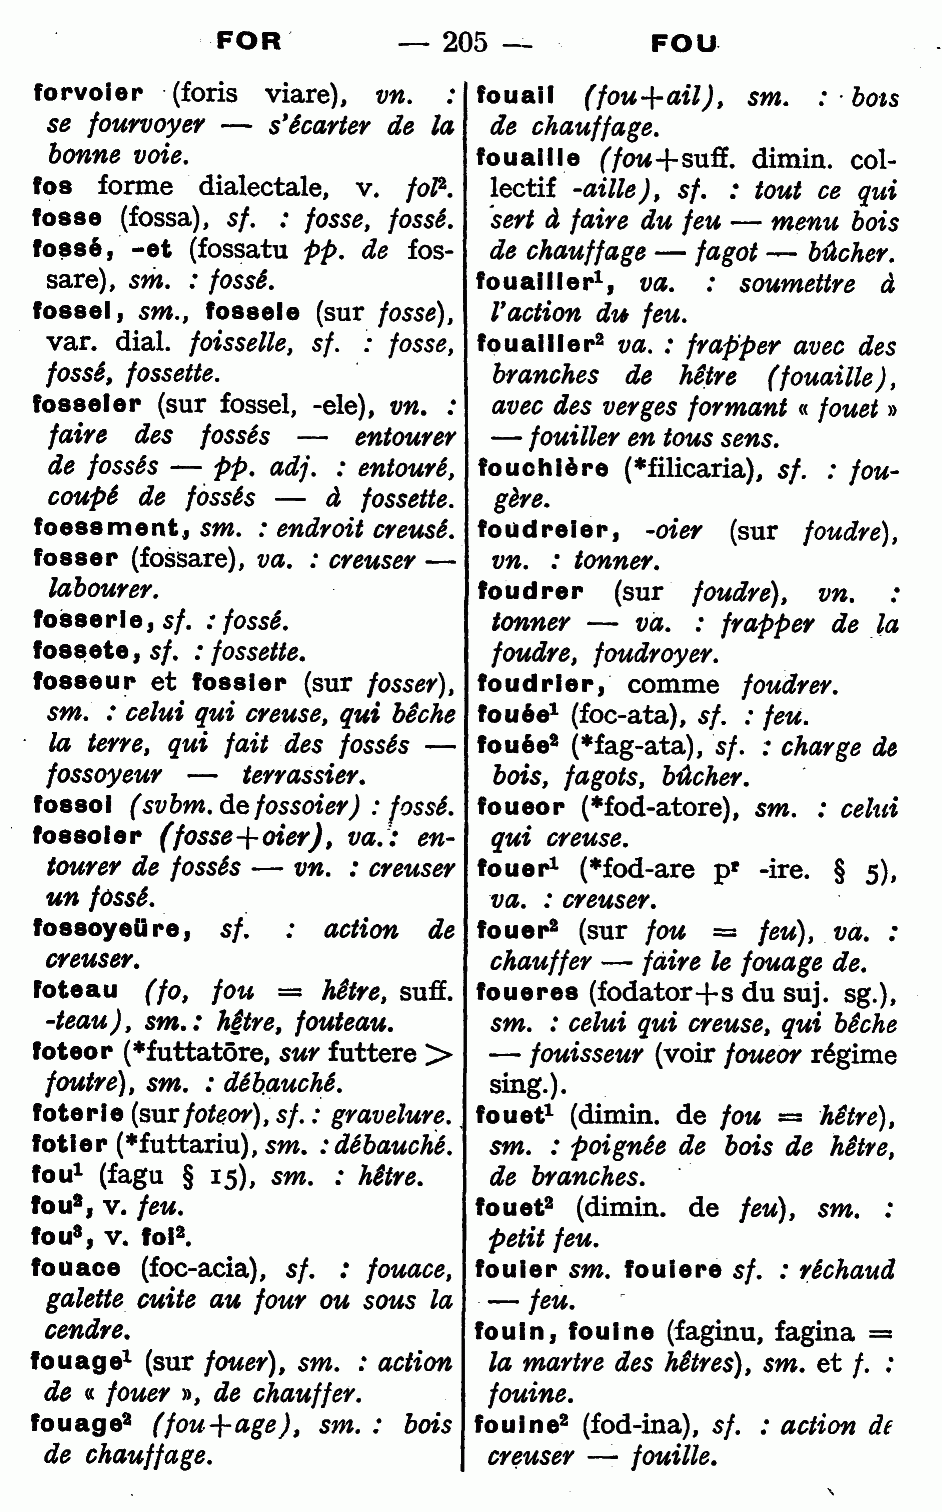 FOR — 205 — FOU
forvoier (foris viare), vn. :
se fourvoyer — s'écarter de la
bonne voie.
fos forme dialectale, v. fol².
fosse (fossa), sf. : fosse, fossé.
fossé, -et (fossatu pp. de fos-
sare), sm. : fossé.
fossel, sm., fossele (sur fosse),
var. dial. foisselle, sf. : fosse,
fossé, fossette.
fosseler (sur fossel, -ele), vn. :
faire des fossés — entourer
de fossés — pp. adj. : entouré,
coupé de fossés — à fossette.
foessment, sm. : endroit creusé.
fosser (fossare), va. : creuser —
labourer.
fosserie, sf. : fossé.
fossete, sf. : fossette.
fosseur et fossier (sur fosser),
sm. : celui qui creuse, qui bêche
la terre, qui fait des fossés —
fossoyeur — terrassier.
fossoi (svbm. de fossoier) : fossé.
fossoier (fosse+oier), va. : en-
tourer de fossés — vn. : creuser
un fossé.
fossoyeüre, sf. : action de
creuser.
foteau (fo, fou = hêtre, suff.
-teau), sm. : hêtre, fouteau.
foteor (*futtatōre, sur futtere >
foutre), sm. : débauché.
foterie (sur foteor), sf. : gravelure.
fotier (*futtariu), sm. : débauché.
fou¹ (fagu § 15), sm. : hêtre.
fou², v. feu.
fou³, v. fol².
fouace (foc-acia), sf. : fouace,
galette cuite au four ou sous la
cendre.
fouage¹ (sur fouer), sm. : action
de « fouer », de chauffer.
fouage² (fou+age), sm. : bois
de chauffage.
fouail (fou+ail), sm. : bois
de chauffage.
fouaille (fou+suff. dimin. col-
lectif -aille), sf. : tout ce qui
sert à faire du feu — menu bois
de chauffage — fagot — bûcher.
fouailler¹, va. : soumettre à
l'action du feu.
fouailler² va. : frapper avec des
branches de hêtre (fouaille),
avec des verges formant « fouet »
— fouiller en tous sens.
fouchière (*filicaria), sf. : fou-
gère.
foudreier, -oier (sur foudre),
vn. : tonner.
foudrer (sur foudre), vn. :
tonner — va. : frapper de la
foudre, foudroyer.
foudrier, comme foudrer.
fouée¹ (foc-ata), sf. : feu.
fouée² (*fag-ata), sf. : charge de
bois, fagots, bûcher.
foueor (*fod-atore), sm. : celui
qui creuse.
fouer¹ (*fod-are pʳ -ire. § 5),
va. : creuser.
fouer² (sur fou = feu), va. :
chauffer — faire le fouage de.
foueres (fodator+s du suj. sg.),
sm. : celui qui creuse, qui bêche
— fouisseur (voir foueor régime
sing.).
fouet¹ (dimin. de fou = hêtre),
sm. : poignée de bois de hêtre,
de branches.
fouet² (dimin. de feu), sm. :
petit feu.
fouier sm. fouiere sf. : réchaud
— feu.
fouin, fouine (faginu, fagina =
la martre des hêtres), sm. et f. :
fouine.
fouine² (fod-ina), sf. : action de
creuser — fouille.